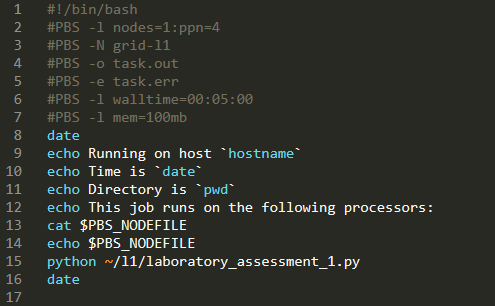 1 #!/bin/bash
2 #PBS -l nodes=1:ppn=4
3 #PBS -N grid-l1
4 #PBS -o task.out
5 #PBS -e task.err
6 #PBS -l walltime=00:05:00
7 #PBS -l mem=100mb
8 date
9 echo Running on host `hostname`
10 echo Time is `date`
11 echo Directory is `pwd`
12 echo This job runs on the following processors:
13 cat $PBS_NODEFILE
14 echo $PBS_NODEFILE
15 python ~/l1/laboratory_assessment_1.py
16 date
17